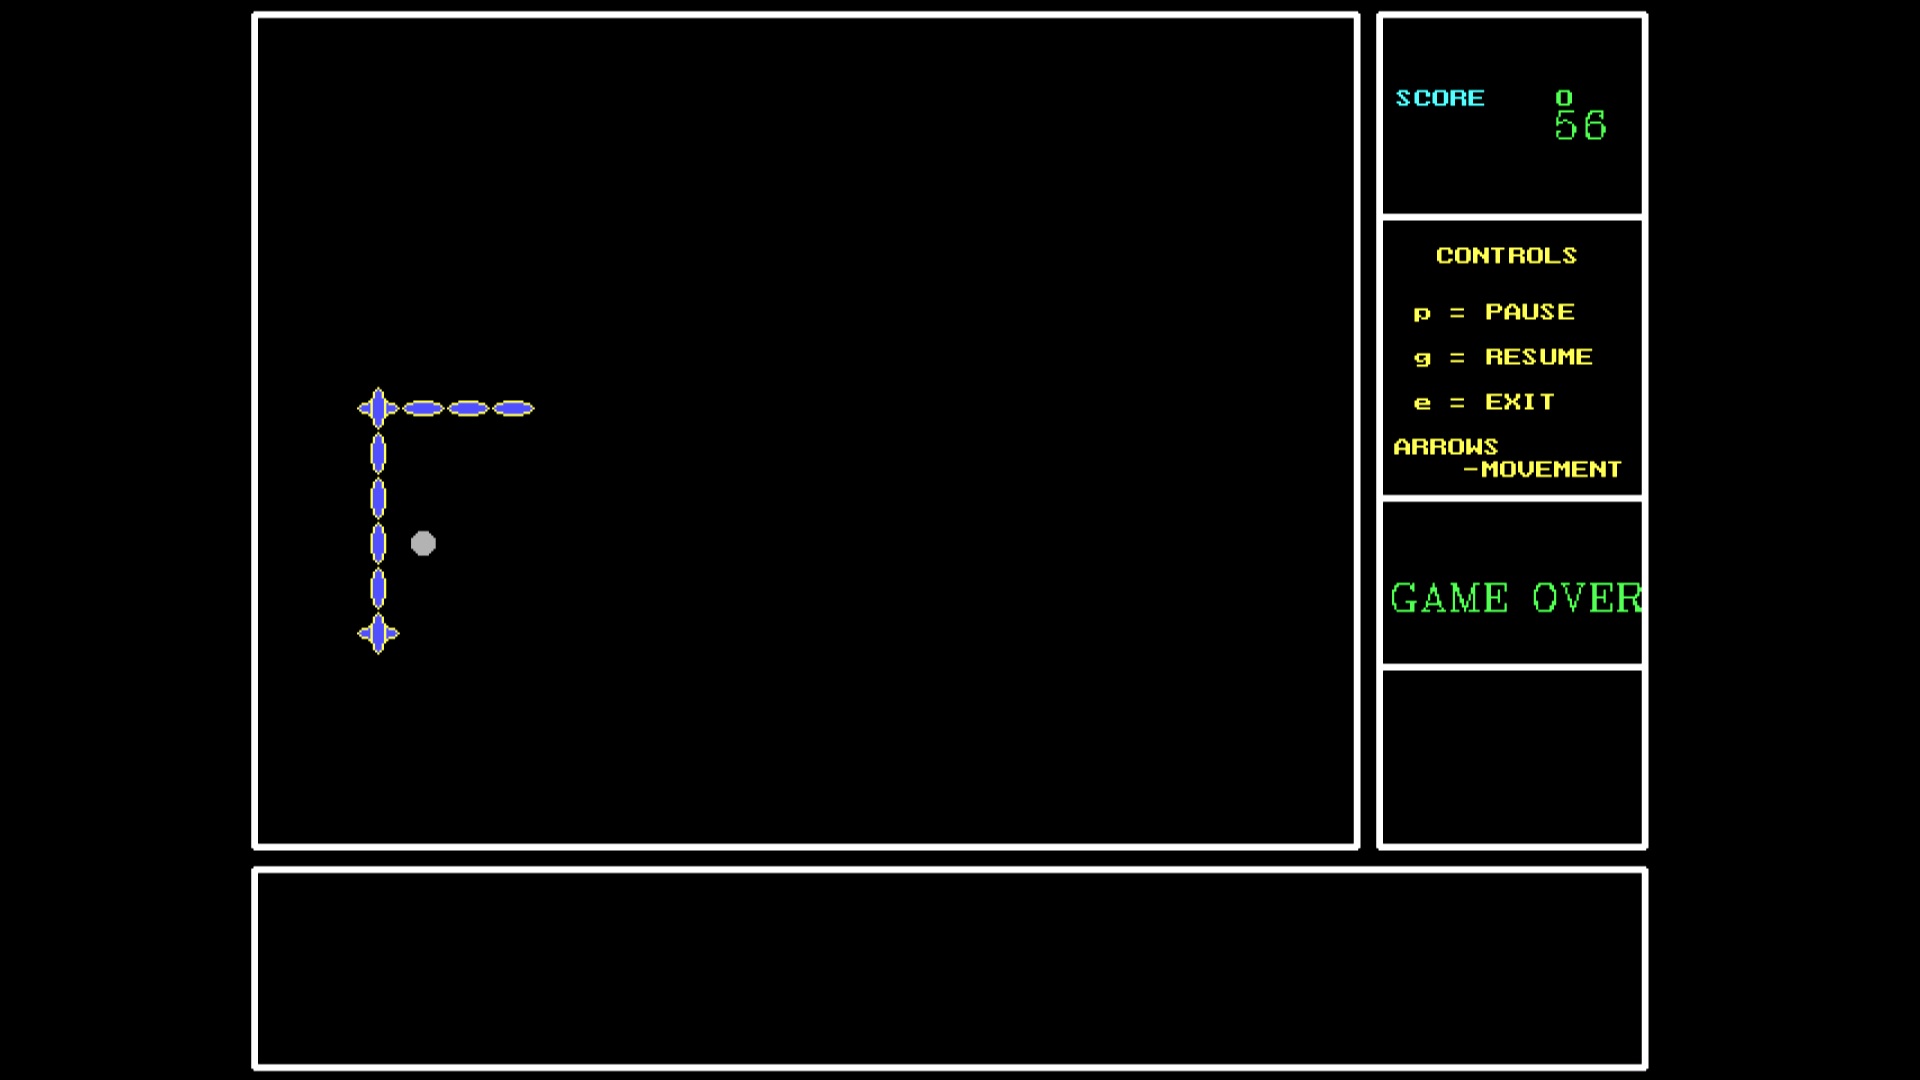 SCORE 0
56
CONTROLS
p = PAUSE
g = RESUME
e = EXIT
ARROWS
-MOVEMENT
GAME OVER